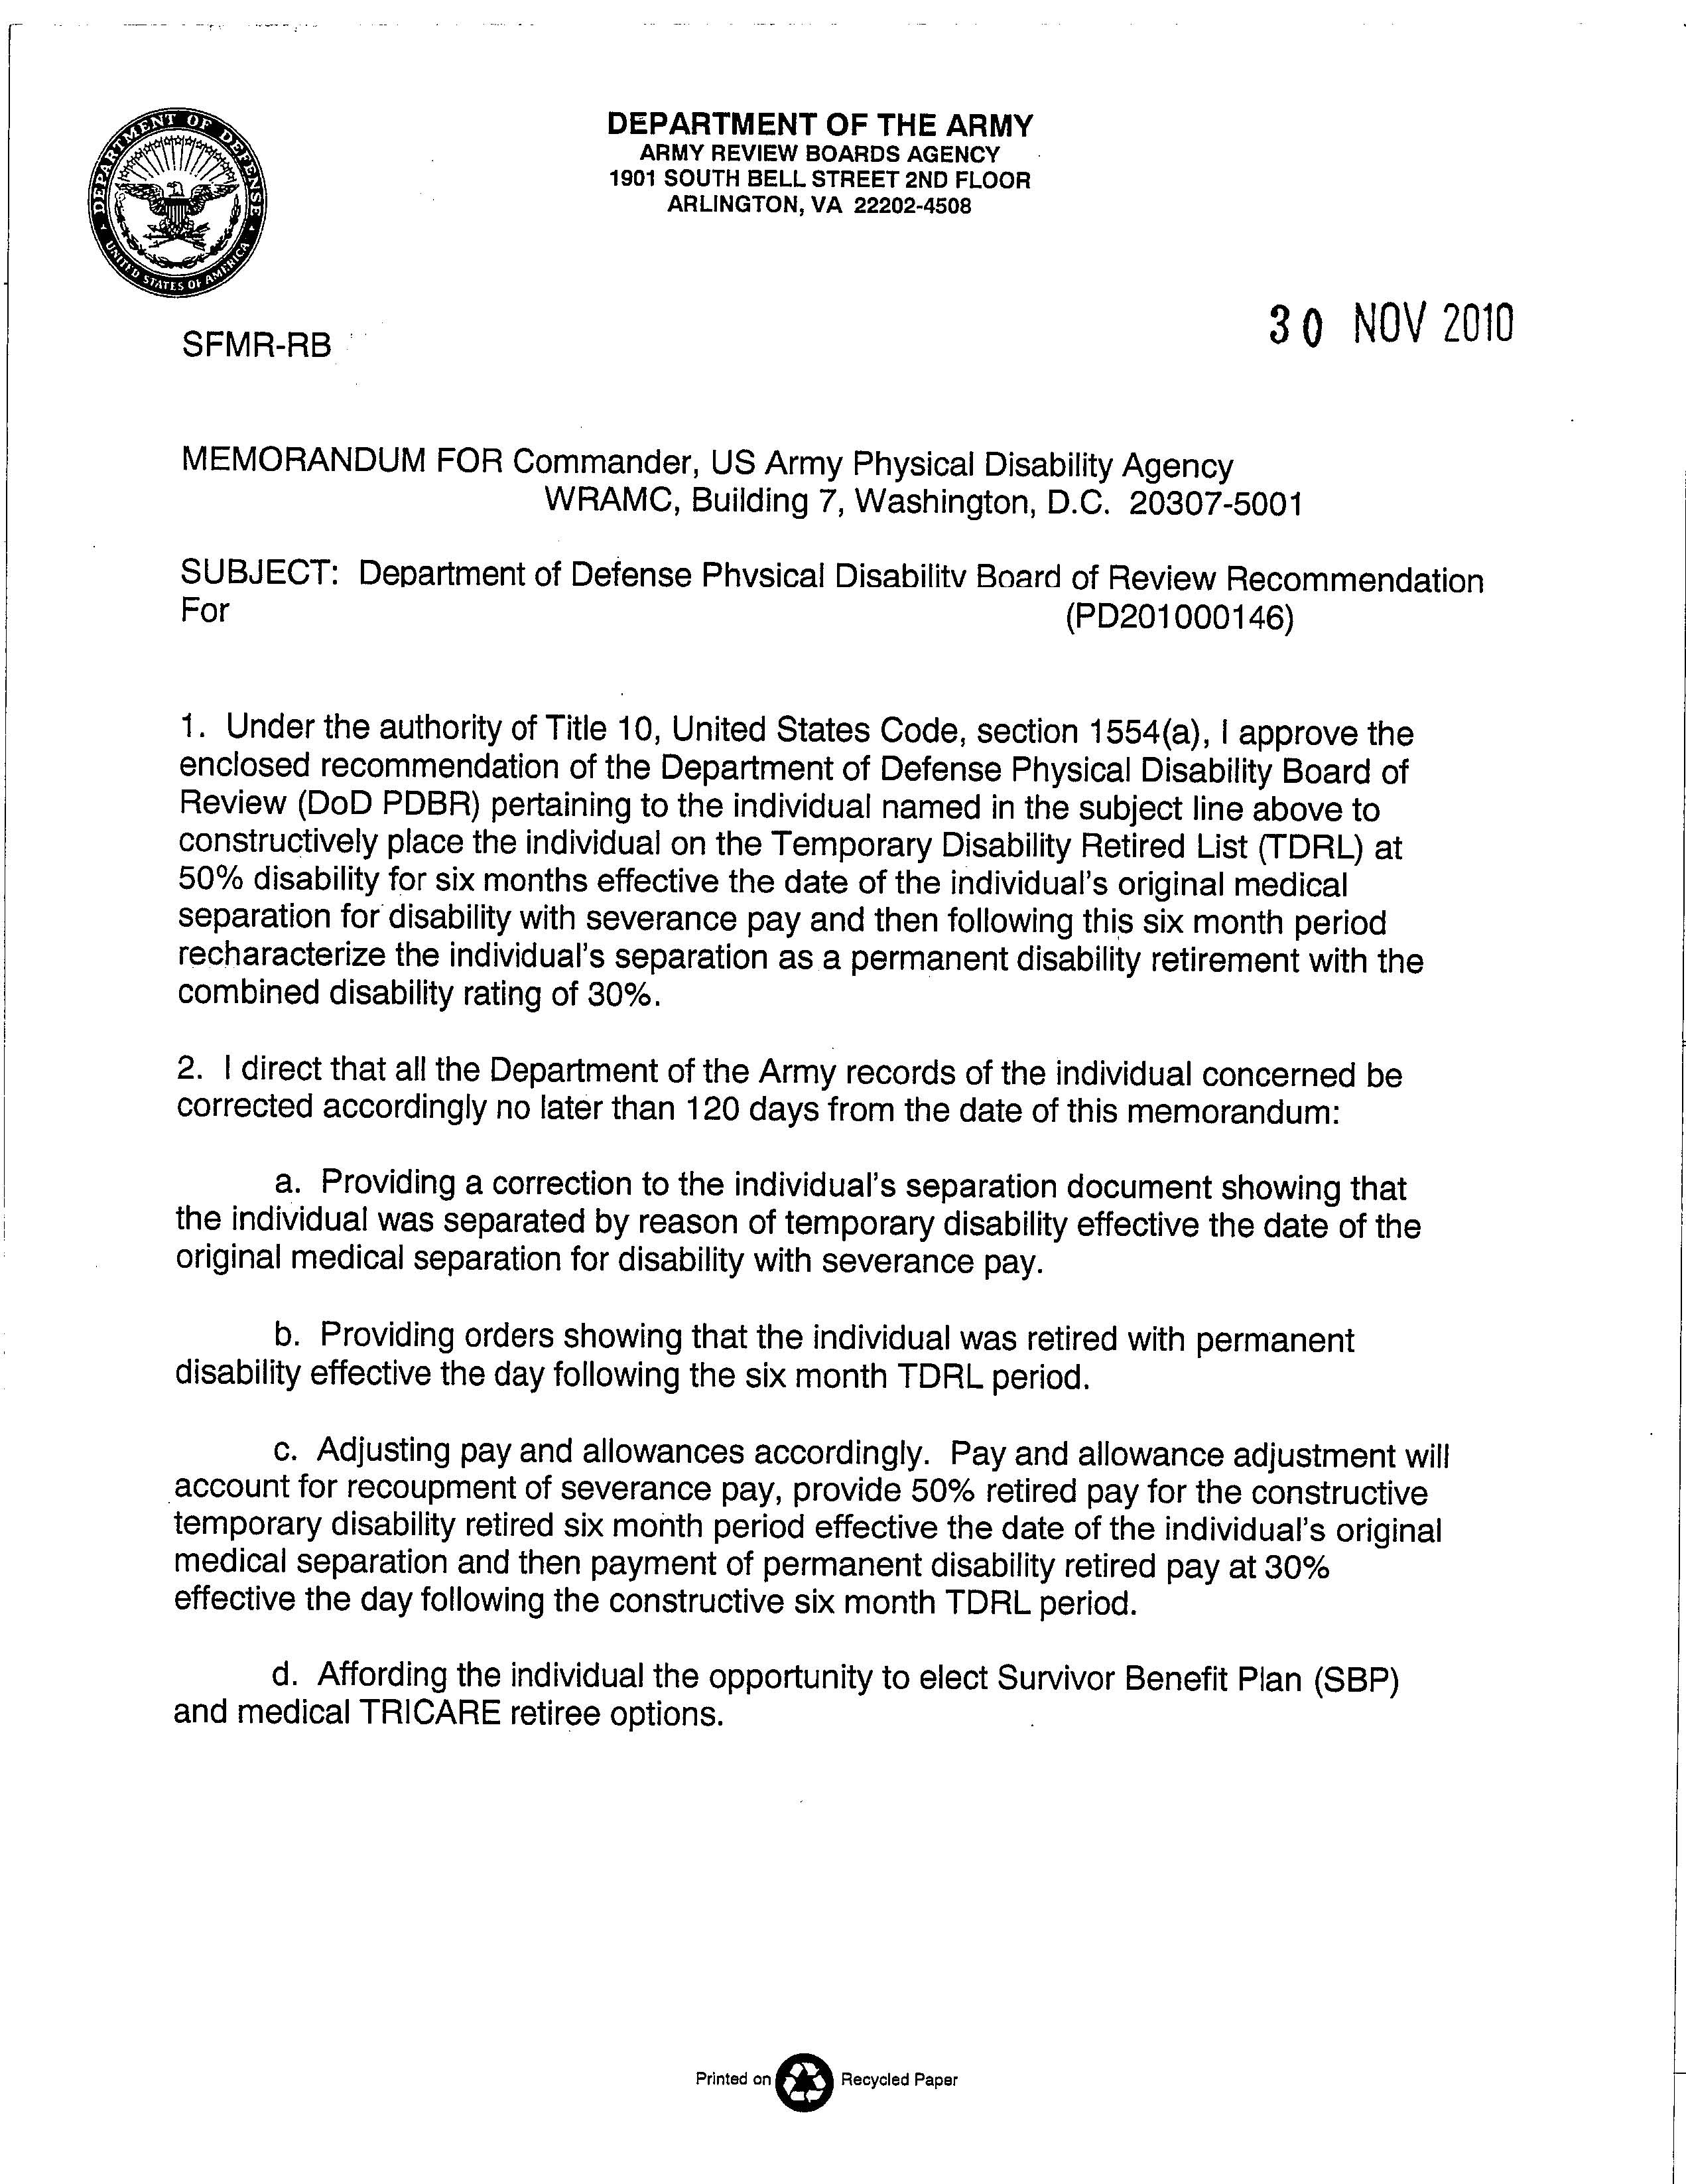 DEPARTMENT OF DEFENSE
UNITED STATES OF AMERICA
DEPARTMENT OF THE ARMY
ARMY REVIEW BOARDS AGENCY
1901 SOUTH BELL STREET 2ND FLOOR
ARLINGTON, VA 22202-4508
30 NOV 2010
SFMR-RB
MEMORANDUM FOR Commander, US Army Physical Disability Agency
WRAMC, Building 7, Washington, D.C. 20307-5001
SUBJECT: Department of Defense Physical Disability Board of Review Recommendation
For (PD201000146)
1. Under the authority of Title 10, United States Code, section 1554(a), I approve the
enclosed recommendation of the Department of Defense Physical Disability Board of
Review (DoD PDBR) pertaining to the individual named in the subject line above to
constructively place the individual on the Temporary Disability Retired List (TDRL) at
50% disability for six months effective the date of the individual's original medical
separation for disability with severance pay and then following this six month period
recharacterize the individual's separation as a permanent disability retirement with the
combined disability rating of 30%.
2. I direct that all the Department of the Army records of the individual concerned be
corrected accordingly no later than 120 days from the date of this memorandum:
a. Providing a correction to the individual's separation document showing that
the individual was separated by reason of temporary disability effective the date of the
original medical separation for disability with severance pay.
b. Providing orders showing that the individual was retired with permanent
disability effective the day following the six month TDRL period.
c. Adjusting pay and allowances accordingly. Pay and allowance adjustment will
account for recoupment of severance pay, provide 50% retired pay for the constructive
temporary disability retired six month period effective the date of the individual's original
medical separation and then payment of permanent disability retired pay at 30%
effective the day following the constructive six month TDRL period.
d. Affording the individual the opportunity to elect Survivor Benefit Plan (SBP)
and medical TRICARE retiree options.
Printed on Recycled Paper